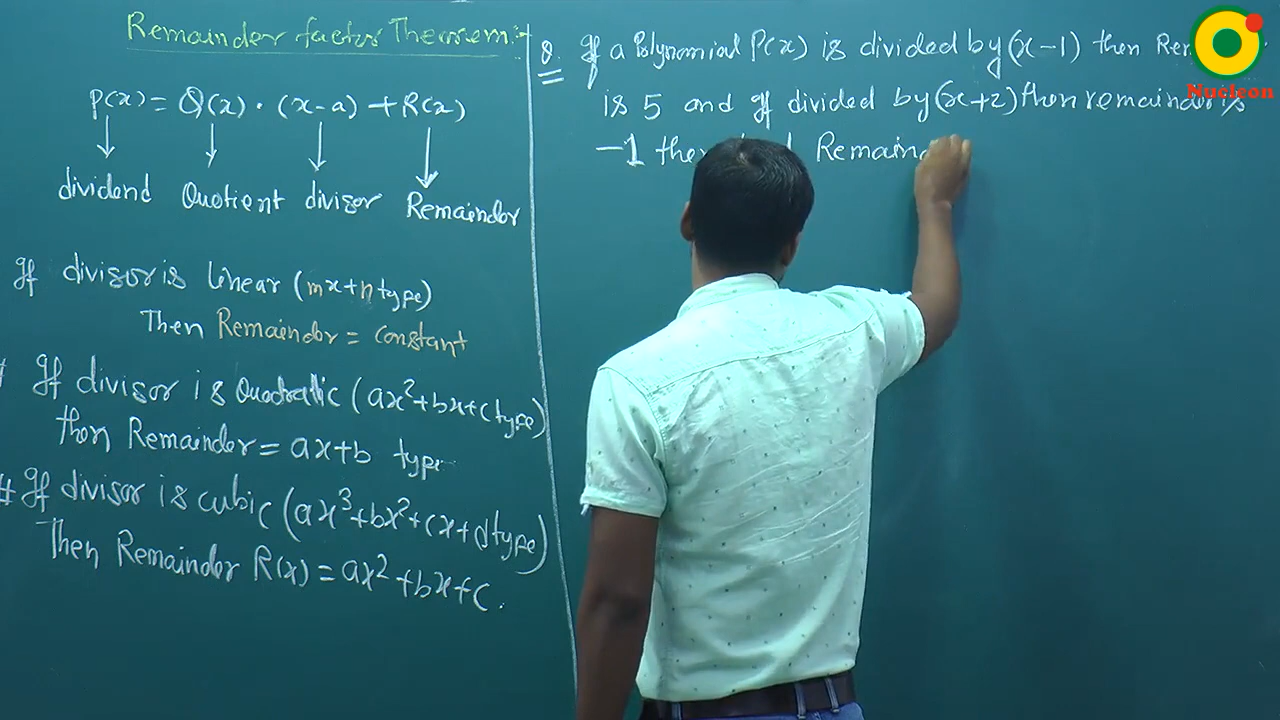 Remainder factor Theorem:-
P(x) = Q(x) · (x-a) + R(x)
dividend Quotient divisor Remainder
If divisor is linear (mx+n type)
Then Remainder = constant
If divisor is Quadratic (ax²+bx+c type)
then Remainder = ax+b type
# If divisor is cubic (ax³+bx²+cx+d type)
Then Remainder R(x) = ax²+bx+c.
Q. If a Polynomial P(x) is divided by (x-1) then
is 5 and if divided by (x+2) then remainder is
-1 Remain
Nucleon